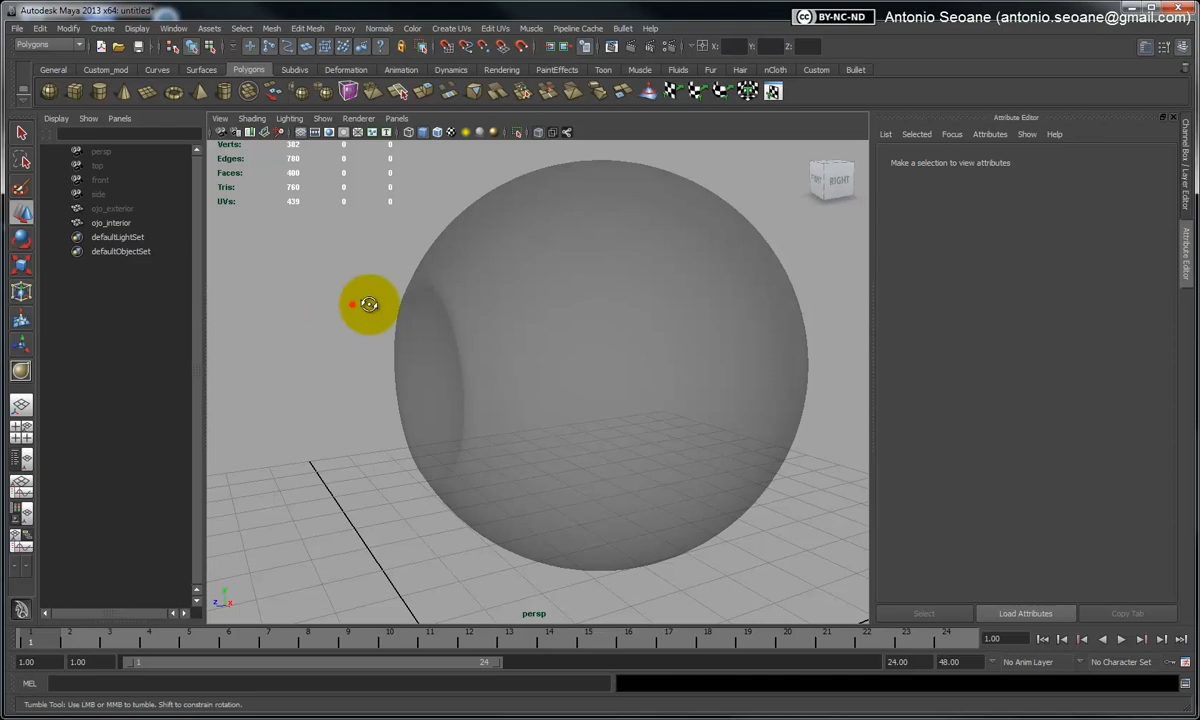 Autodesk Maya 2013 x64: untitled*
BY-NC-ND Antonio Seoane (antonio.seoane@gmail.com)
File Edit Modify Create Display Window Assets Select Mesh Edit Mesh Proxy Normals Color Create UVs Edit UVs Muscle Pipeline Cache Bullet Help
Polygons X: Y: Z:
General Custom_mod Curves Surfaces Polygons Subdivs Deformation Animation Dynamics Rendering PaintEffects Toon Muscle Fluids Fur Hair nCloth Custom Bullet
Display Show Panels
View Shading Lighting Show Renderer Panels
Attribute Editor
List Selected Focus Attributes Show Help
Make a selection to view attributes
Channel Box / Layer Editor
Attribute Editor
persp
top
front
side
ojo_exterior
ojo_interior
defaultLightSet
defaultObjectSet
Verts: 382 0 0
Edges: 780 0 0
Faces: 400 0 0
Tris: 760 0 0
UVs: 439 0 0
RIGHT
persp
Select Load Attributes Copy Tab
1 2 3 4 5 6 7 8 9 10 11 12 13 14 15 16 17 18 19 20 21 22 23 24
1 1.00
1.00 1.00 1 24 24.00 48.00 No Anim Layer No Character Set
MEL
Tumble Tool: Use LMB or MMB to tumble. Shift to constrain rotation.